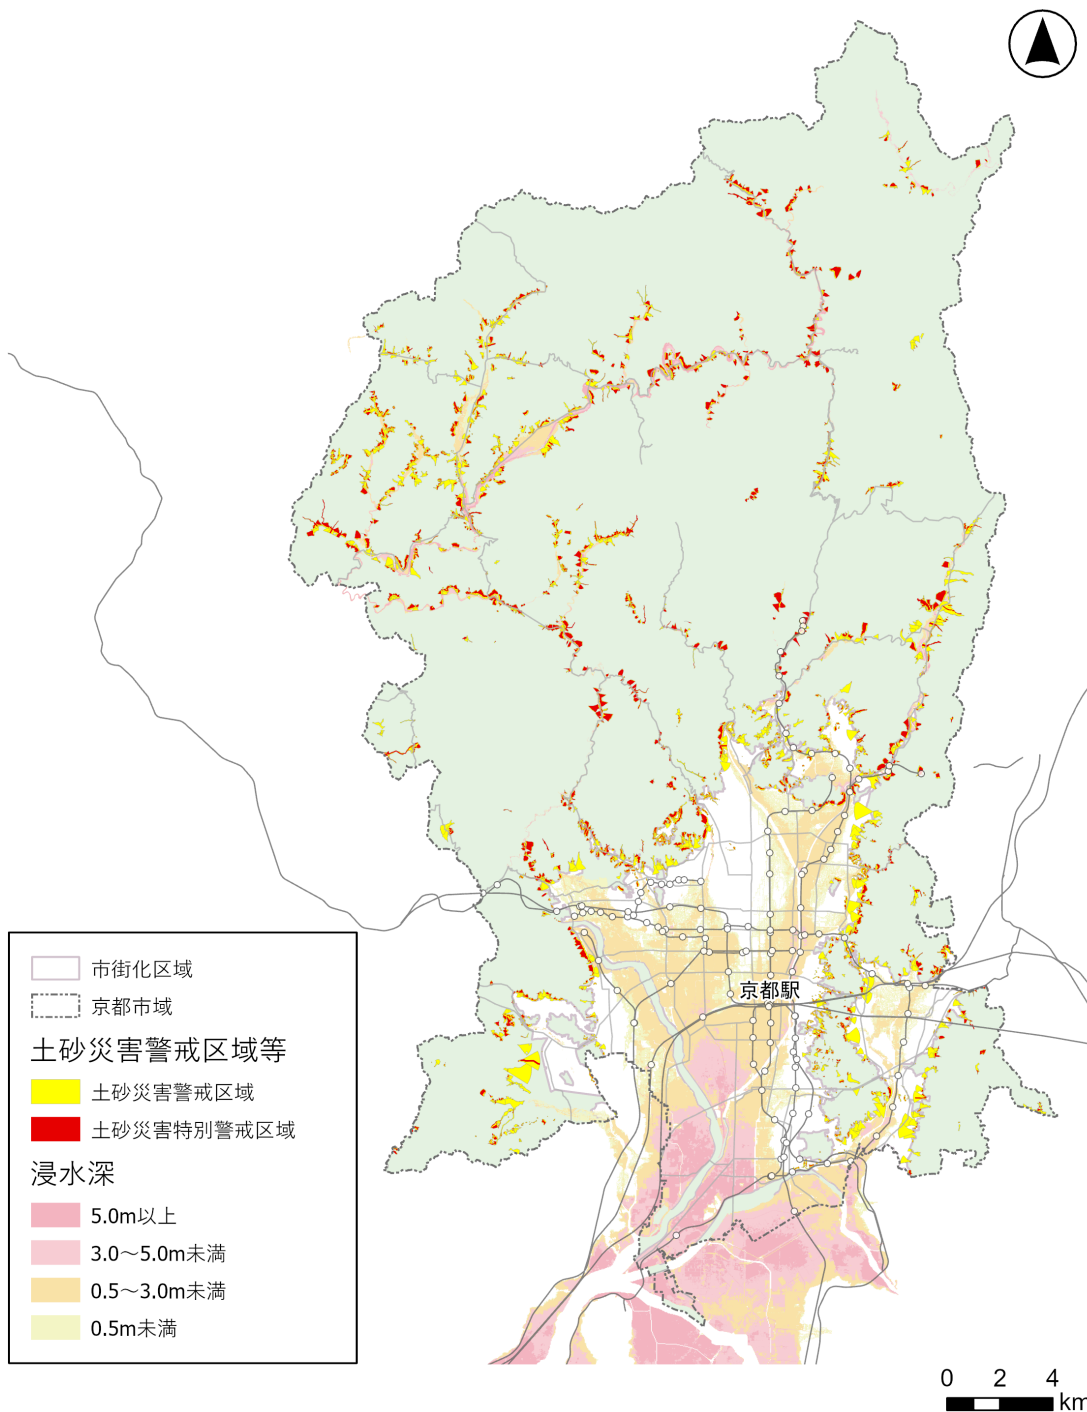 京都駅
市街化区域
京都市域
土砂災害警戒区域等
土砂災害警戒区域
土砂災害特別警戒区域
浸水深
5.0m以上
3.0～5.0m未満
0.5～3.0m未満
0.5m未満
0 2 4
km